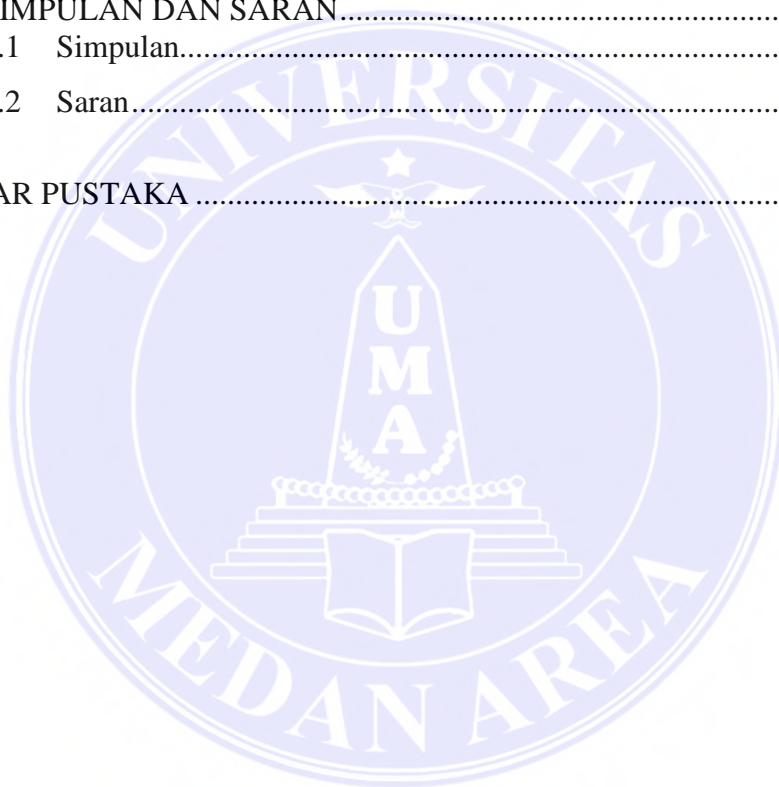 IMPULAN DAN SARAN..........................................................
.1 Simpulan..............................................................................
.2 Saran....................................................................................
AR PUSTAKA ............................................................................
UNIVERSITAS
U
M
A
MEDAN AREA